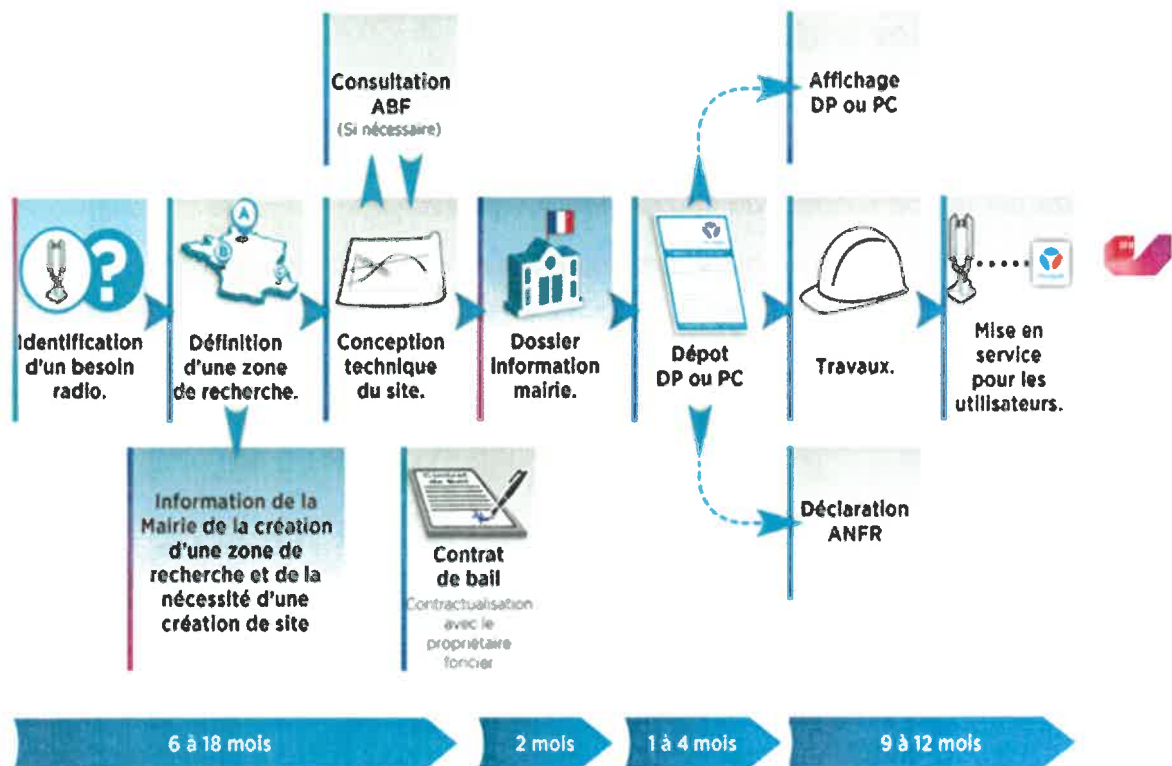 Consultation
ABF
(Si nécessaire)
Affichage
DP ou PC
A
B
C
Identification
d'un besoin
radio.
Définition
d'une zone
de recherche.
Conception
technique
du site.
Dossier
information
mairie.
Dépot
DP ou PC
Travaux.
Mise en
service
pour les
utilisateurs.
Information de la
Mairie de la création
d'une zone de
recherche et de la
nécessité d'une
création de site
Contrat
de bail
Contrat
de bail
Contractualisation
avec le
propriétaire
foncier
Déclaration
ANFR
6 à 18 mois
2 mois
1 à 4 mois
9 à 12 mois